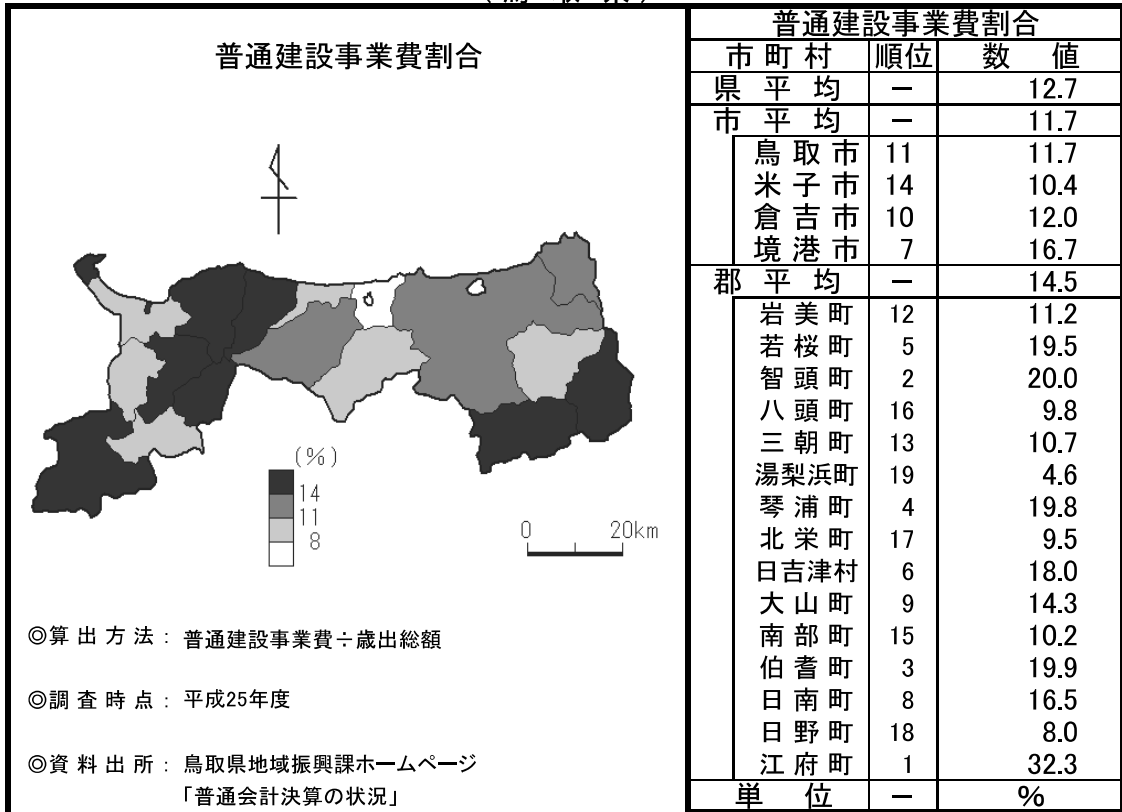 普通建設事業費割合
(%)
14
11
8
0 20km
◎算出方法： 普通建設事業費÷歳出総額
◎調査時点： 平成25年度
◎資料出所： 鳥取県地域振興課ホームページ
「普通会計決算の状況」
普通建設事業費割合
市町村 順位 数値
県平均 － 12.7
市平均 － 11.7
鳥取市 11 11.7
米子市 14 10.4
倉吉市 10 12.0
境港市 7 16.7
郡平均 － 14.5
岩美町 12 11.2
若桜町 5 19.5
智頭町 2 20.0
八頭町 16 9.8
三朝町 13 10.7
湯梨浜町 19 4.6
琴浦町 4 19.8
北栄町 17 9.5
日吉津村 6 18.0
大山町 9 14.3
南部町 15 10.2
伯耆町 3 19.9
日南町 8 16.5
日野町 18 8.0
江府町 1 32.3
単位 － %